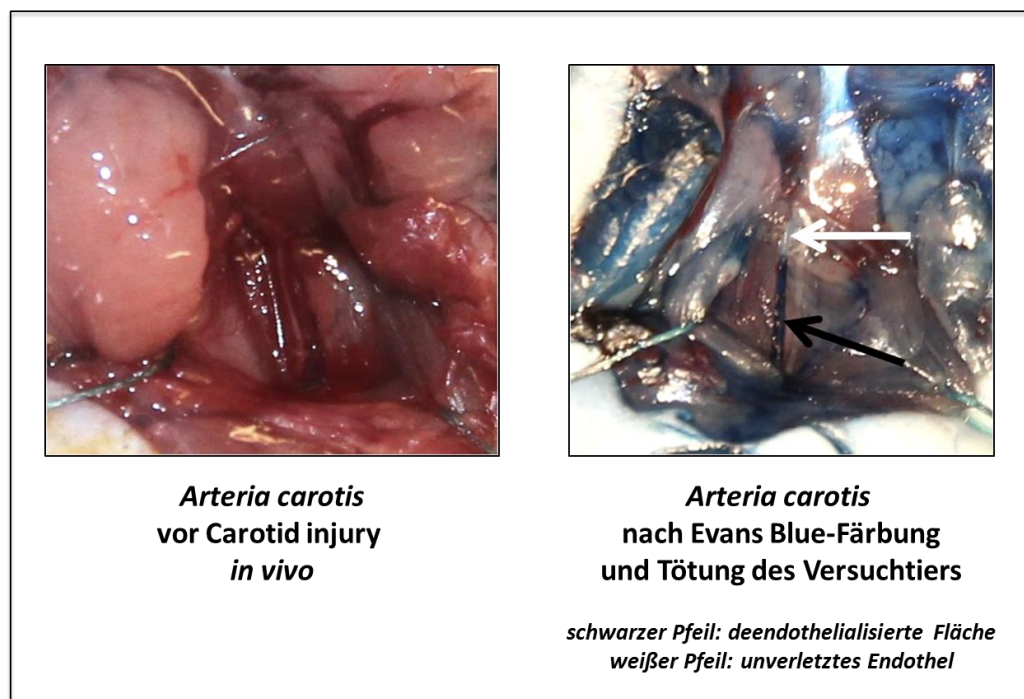 Arteria carotis
vor Carotid injury
in vivo
Arteria carotis
nach Evans Blue-Färbung
und Tötung des Versuchtiers
schwarzer Pfeil: deendothelialisierte Fläche
weißer Pfeil: unverletztes Endothel